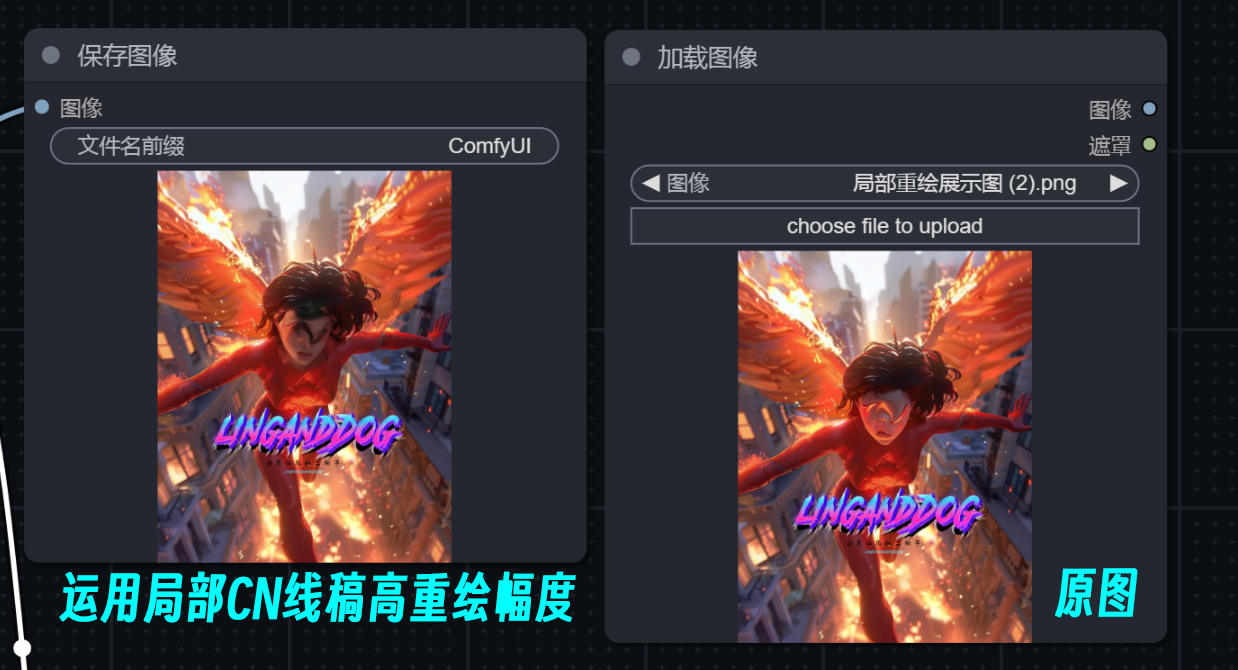 保存图像
图像
文件名前缀 ComfyUI
LINGANDDOG
运用局部CN线稿高重绘幅度
加载图像
图像
遮罩
图像 局部重绘展示图 (2).png
choose file to upload
LINGANDDOG
原图